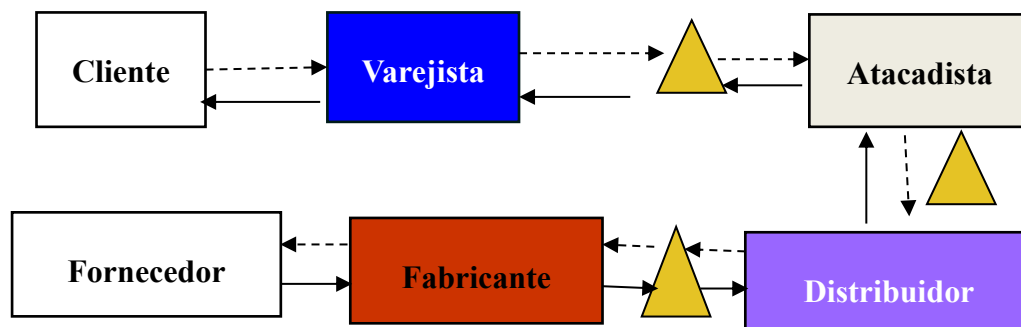 Cliente
Varejista
Atacadista
Fornecedor
Fabricante
Distribuidor